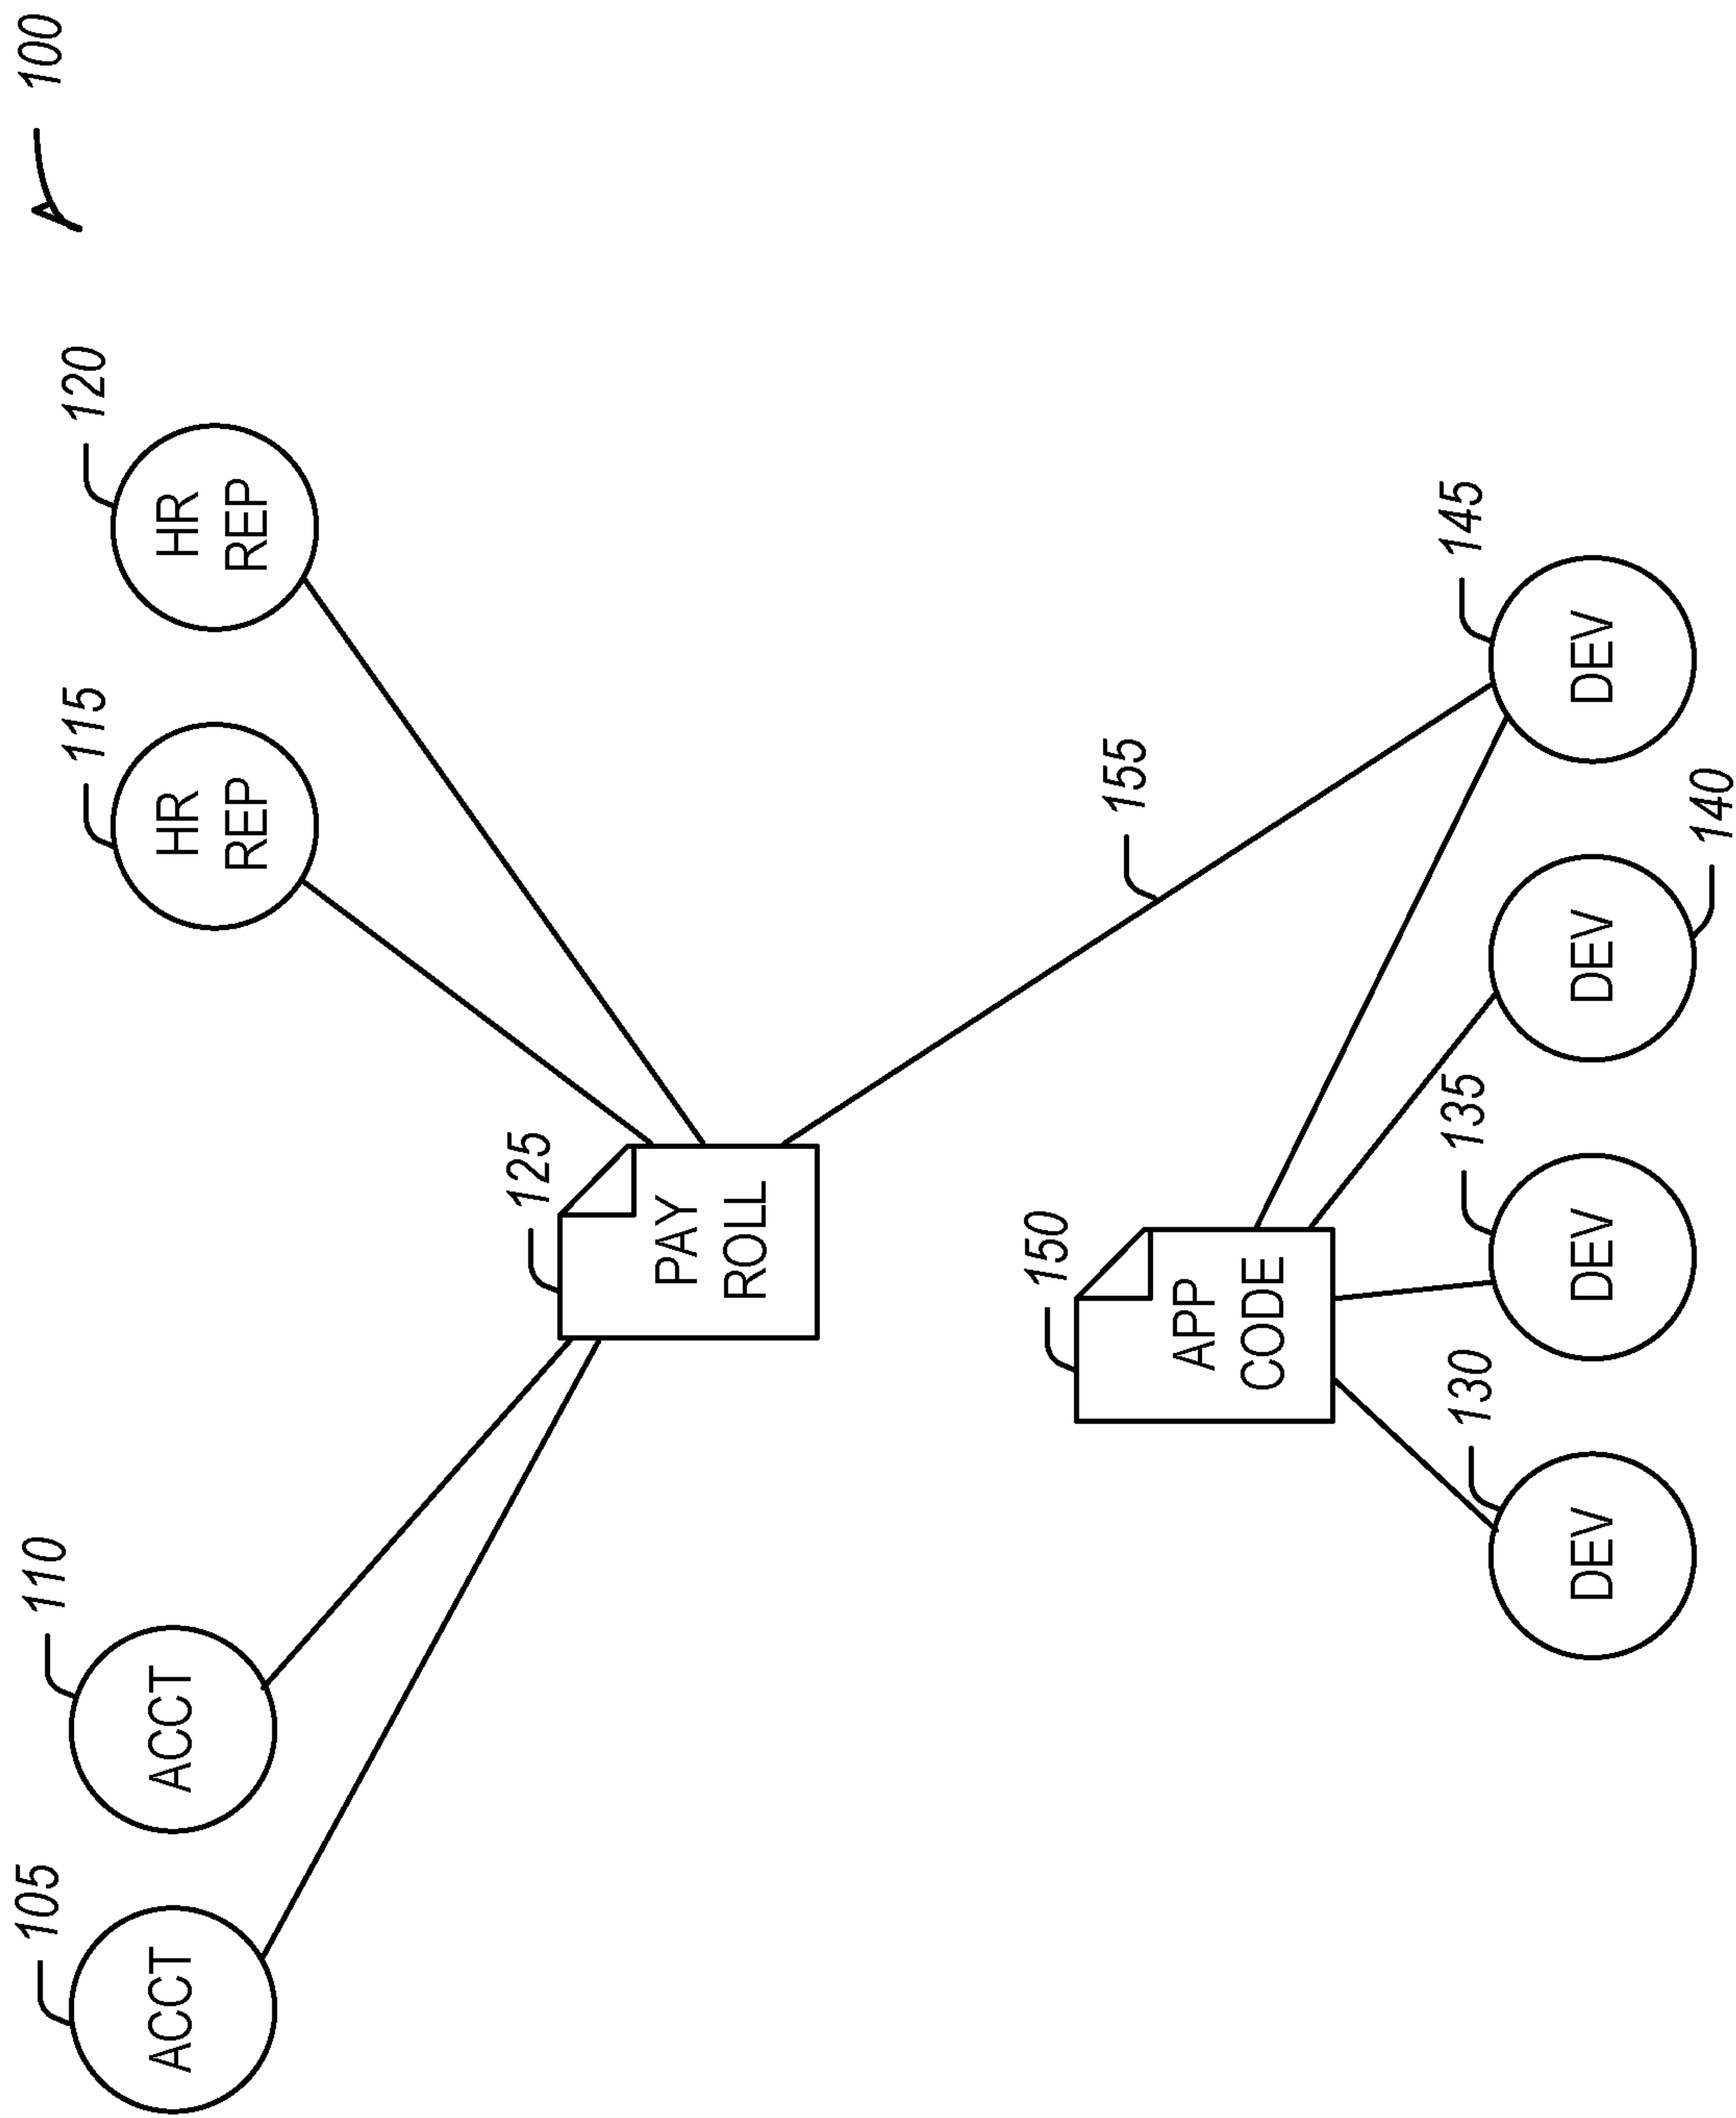 100
105
ACCT
110
ACCT
115
HR
REP
120
HR
REP
125
PAY
ROLL
155
150
APP
CODE
130
DEV
135
DEV
140
DEV
145
DEV